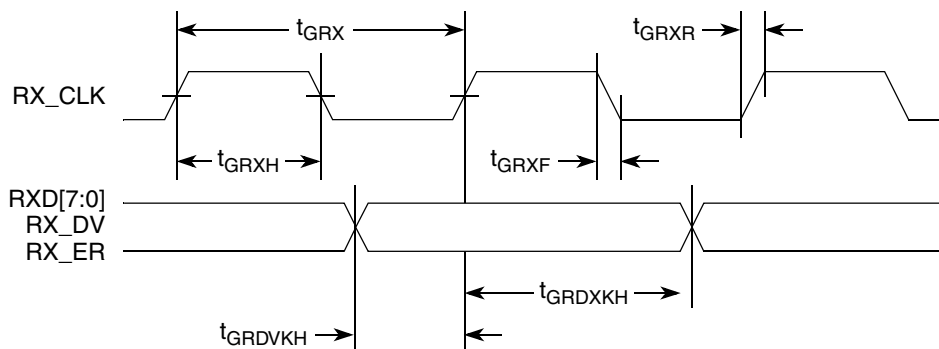 tGRX
tGRXR
RX_CLK
tGRXH
tGRXF
RXD[7:0]
RX_DV
RX_ER
tGRDXKH
tGRDVKH